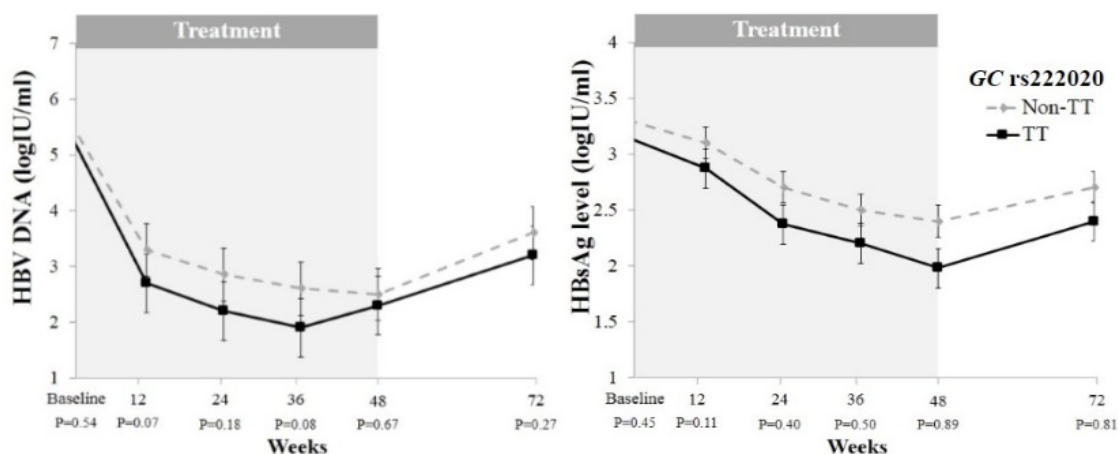 Treatment
HBV DNA (logIU/ml)
7
6
5
4
3
2
1
Baseline 12 24 36 48 72
P=0.54 P=0.07 P=0.18 P=0.08 P=0.67 P=0.27
Weeks
Treatment
HBsAg level (logIU/ml)
4
3.5
3
2.5
2
1.5
1
Baseline 12 24 36 48 72
P=0.45 P=0.11 P=0.40 P=0.50 P=0.89 P=0.81
Weeks
GC rs222020
Non-TT
TT